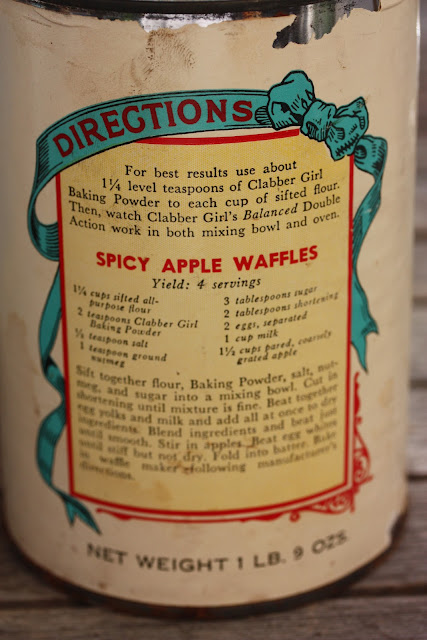 DIRECTIONS
For best results use about
1¼ level teaspoons of Clabber Girl
Baking Powder to each cup of sifted flour.
Then, watch Clabber Girl's Balanced Double
Action work in both mixing bowl and oven.
SPICY APPLE WAFFLES
Yield: 4 servings
1¼ cups sifted all-
purpose flour
2 teaspoons Clabber Girl
Baking Powder
teaspoon salt
1 teaspoon ground
nutmeg
3 tablespoons sugar
2 tablespoons shortening
2 eggs, separated
1 cup milk
1½ cups pared, coarsely
grated apple
Sift together flour, Baking Powder, salt, nut-
meg, and sugar into a mixing bowl. Cut in
shortening until mixture is fine. Beat together
egg yolks and milk and add all at once to dry
ingredients. Blend ingredients and beat just
until smooth. Stir in apples. Beat egg whites
until stiff but not dry. Fold into batter. Bake
in waffle maker following manufacturer's
directions.
NET WEIGHT 1 LB. 9 OZS.